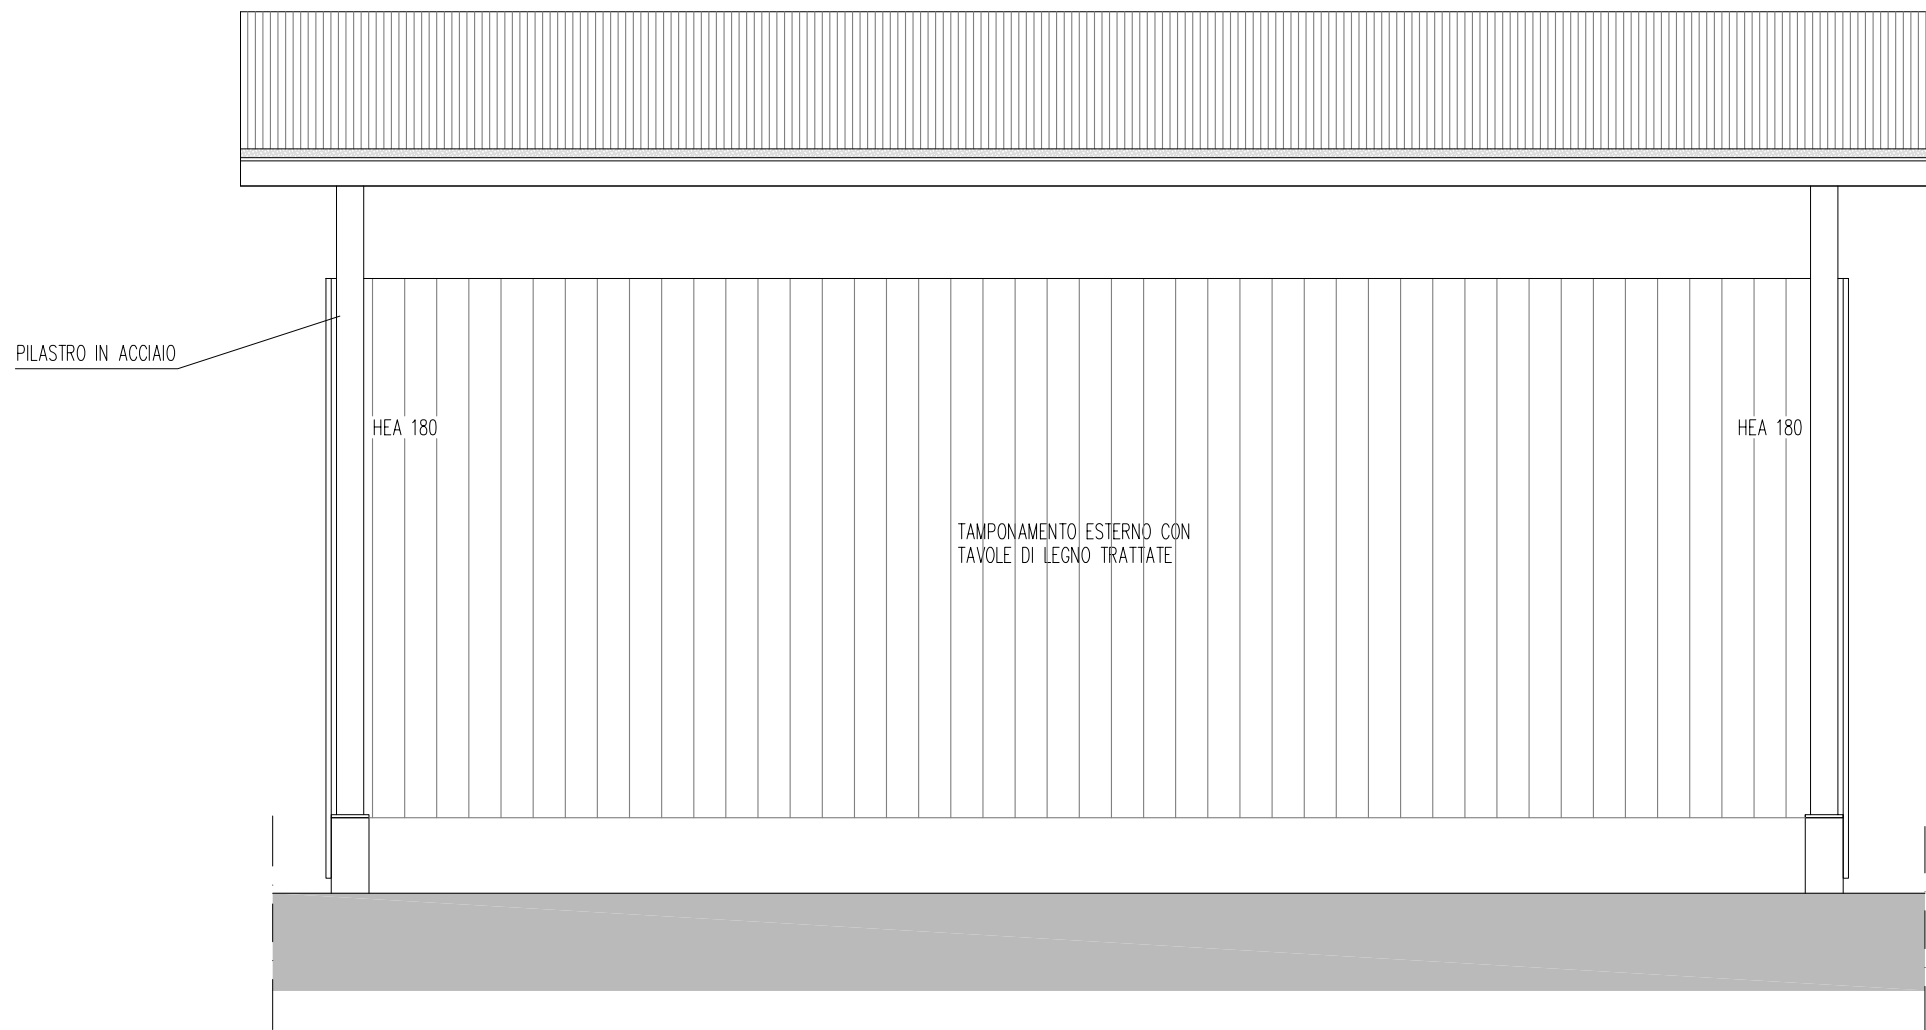 PILASTRO IN ACCIAIO
HEA 180
HEA 180
TAMPONAMENTO ESTERNO CON
TAVOLE DI LEGNO TRATTATE